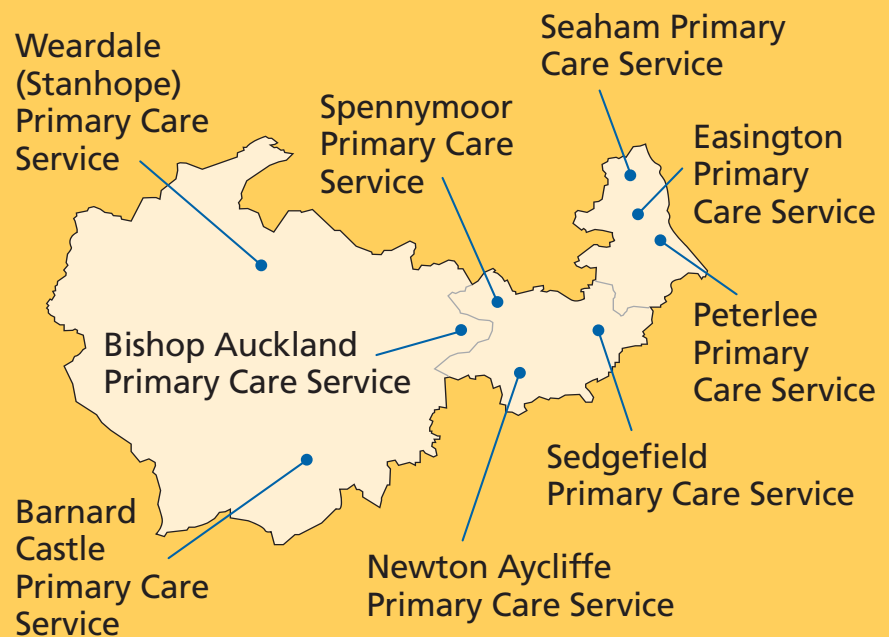 Seaham Primary
Care Service
Weardale
(Stanhope)
Primary Care
Service
Spennymoor
Primary Care
Service
Easington
Primary
Care Service
Bishop Auckland
Primary Care Service
Peterlee
Primary
Care Service
Sedgefield
Primary Care Service
Barnard
Castle
Primary Care
Service
Newton Aycliffe
Primary Care Service